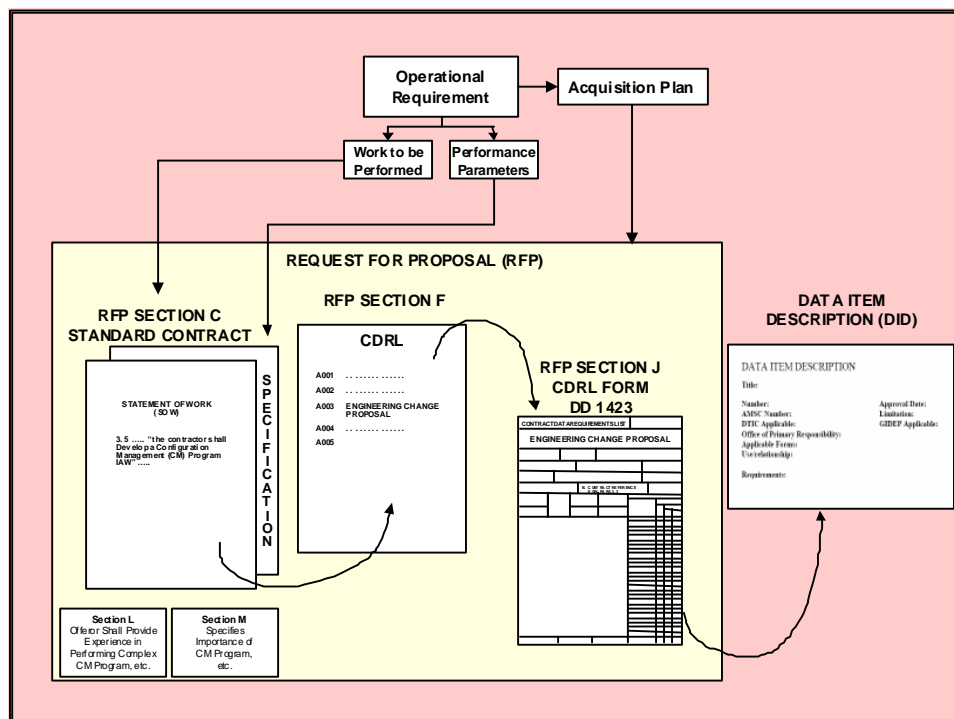 Operational
Requirement
Acquisition Plan
Work to be
Performed
Performance
Parameters
REQUEST FOR PROPOSAL (RFP)
RFP SECTION C
STANDARD CONTRACT
STATEMENT OF WORK
(SOW)
3.5 ..... "the contractor shall
Develop a Configuration
Management (CM) Program
IAW" .....
SPECIFICATION
RFP SECTION F
CDRL
A001 .. ...... ......
A002 .. ...... ......
A003 ENGINEERING CHANGE
PROPOSAL
A004 .. ...... ......
A005
RFP SECTION J
CDRL FORM
DD 1423
CONTRACT DATA REQUIREMENTS LIST
ENGINEERING CHANGE PROPOSAL
CONTRACT REFERENCE
DATA ITEM
DESCRIPTION (DID)
DATA ITEM DESCRIPTION
Title:
Number: Approval Date:
AMSC Number: Limitation:
DTIC Applicable: GIDEP Applicable:
Office of Primary Responsibility:
Applicable Forms:
Use/relationship:
Requirements:
Section L
Offeror Shall Provide
Experience in
Performing Complex
CM Program, etc.
Section M
Specifies
Importance of
CM Program,
etc.